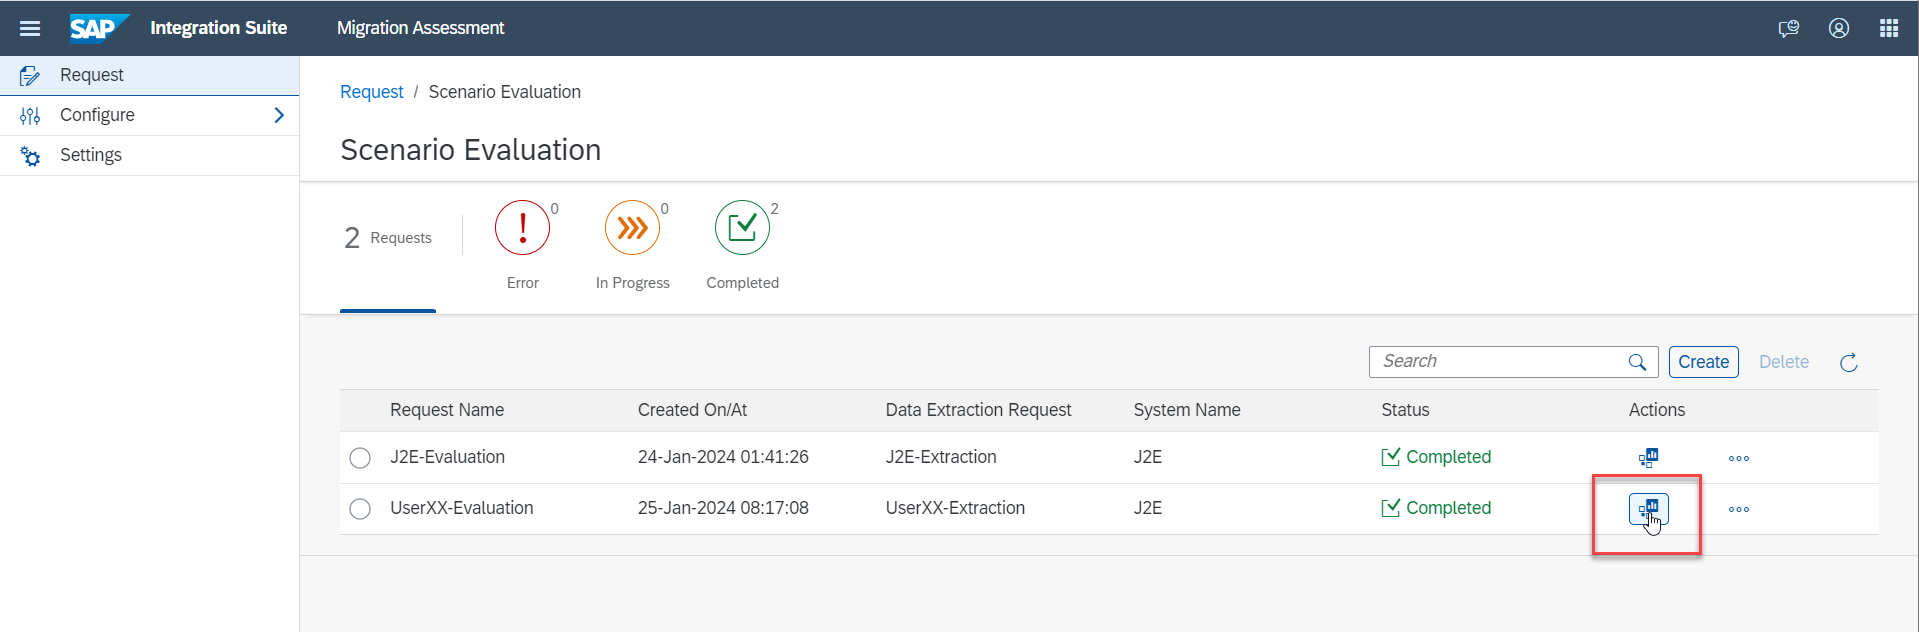 SAP Integration Suite Migration Assessment
Request
Configure
Settings
Request / Scenario Evaluation
Scenario Evaluation
2 Requests
0
Error
0
In Progress
2
Completed
Search Create Delete
Request Name Created On/At Data Extraction Request System Name Status Actions
J2E-Evaluation 24-Jan-2024 01:41:26 J2E-Extraction J2E Completed
UserXX-Evaluation 25-Jan-2024 08:17:08 UserXX-Extraction J2E Completed